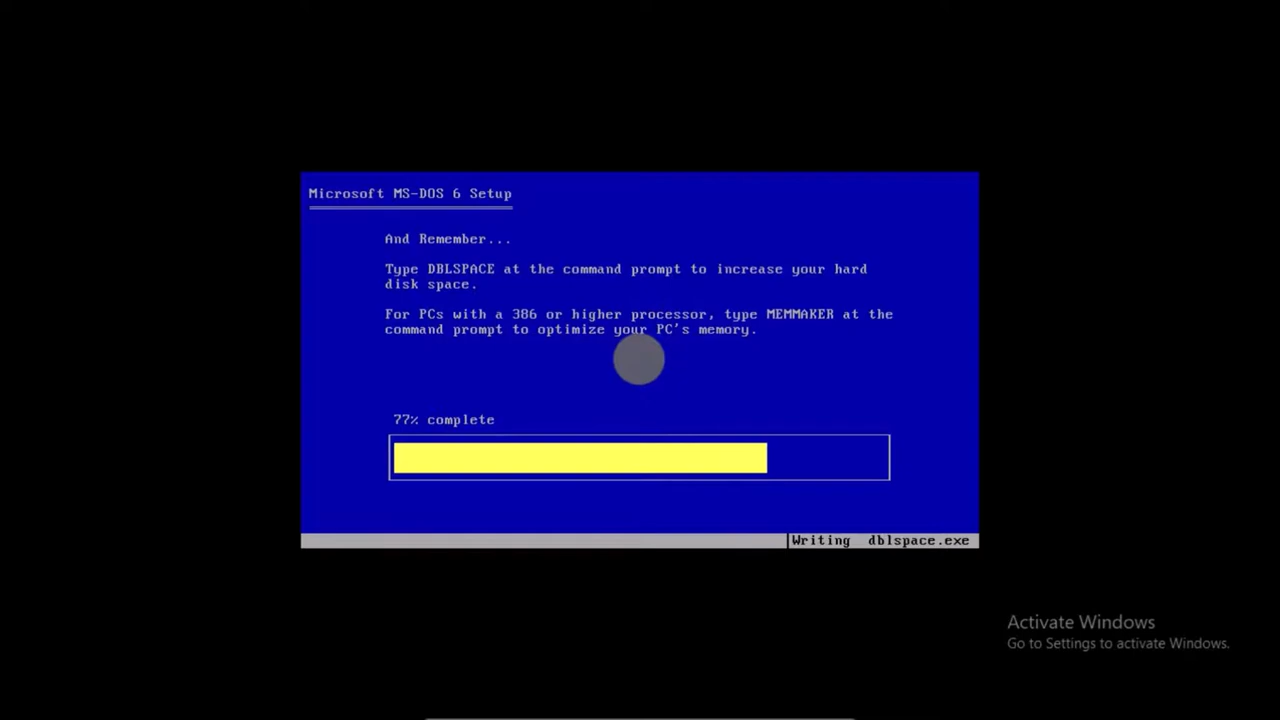 Microsoft MS-DOS 6 Setup
And Remember...
Type DBLSPACE at the command prompt to increase your hard
disk space.
For PCs with a 386 or higher processor, type MEMMAKER at the
command prompt to optimize your PC's memory.
77% complete
Writing dblspace.exe
Activate Windows
Go to Settings to activate Windows.